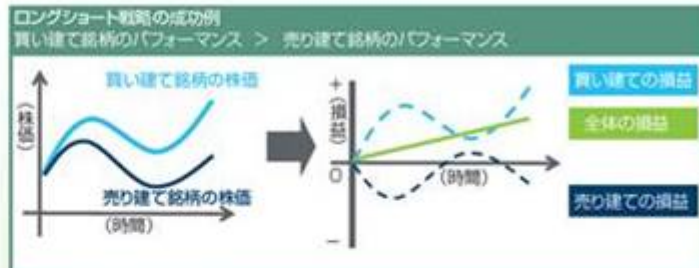 ロングショート戦略の成功例
買い建て銘柄のパフォーマンス ＞ 売り建て銘柄のパフォーマンス
買い建て銘柄の株価
(株価)
売り建て銘柄の株価
(時間)
＋
(損益)
0
(時間)
－
買い建ての損益
全体の損益
売り建ての損益